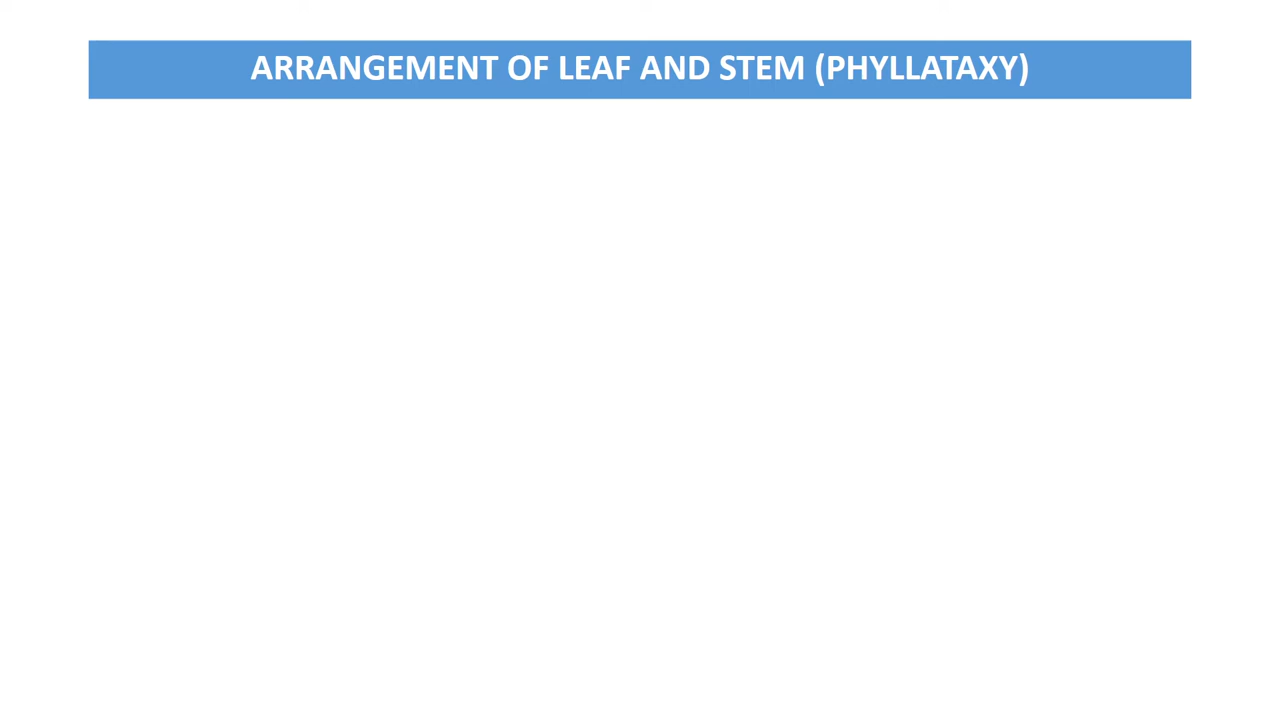 ARRANGEMENT OF LEAF AND STEM (PHYLLATAXY)